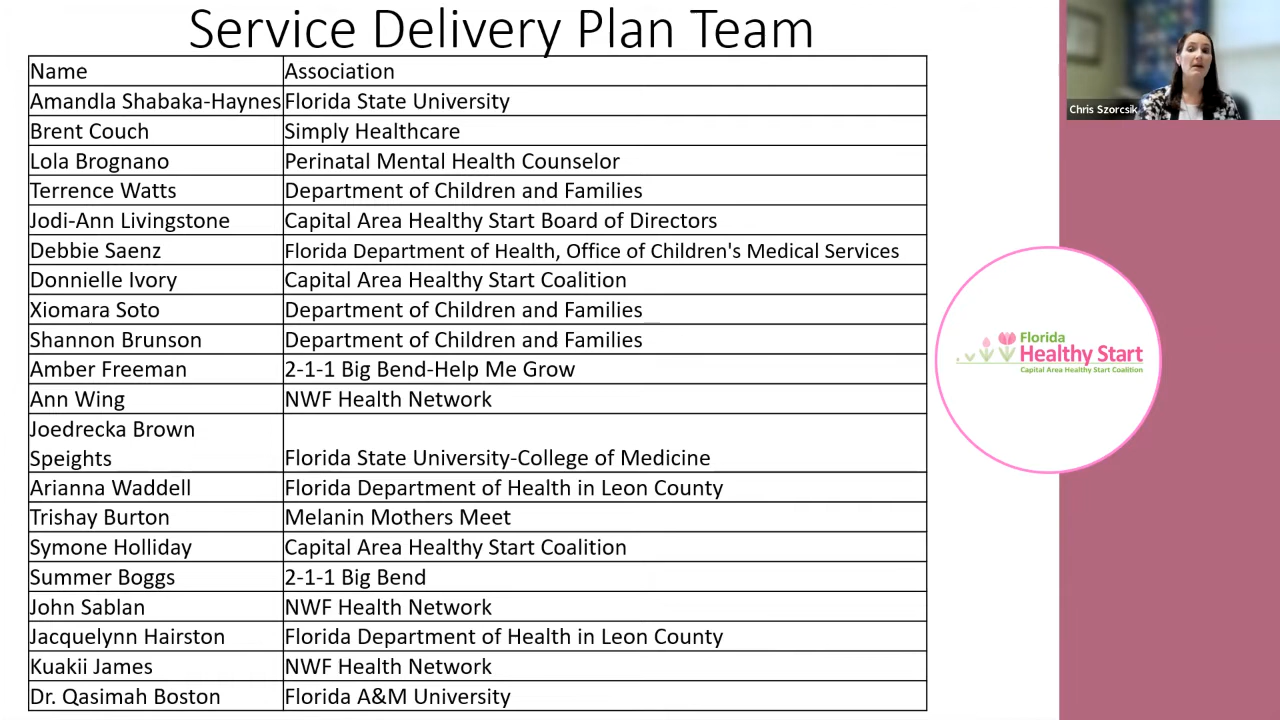 Service Delivery Plan Team
Name Association
Amandla Shabaka-Haynes Florida State University
Brent Couch Simply Healthcare
Lola Brognano Perinatal Mental Health Counselor
Terrence Watts Department of Children and Families
Jodi-Ann Livingstone Capital Area Healthy Start Board of Directors
Debbie Saenz Florida Department of Health, Office of Children's Medical Services
Donnielle Ivory Capital Area Healthy Start Coalition
Xiomara Soto Department of Children and Families
Shannon Brunson Department of Children and Families
Amber Freeman 2-1-1 Big Bend-Help Me Grow
Ann Wing NWF Health Network
Joedrecka Brown
Speights Florida State University-College of Medicine
Arianna Waddell Florida Department of Health in Leon County
Trishay Burton Melanin Mothers Meet
Symone Holliday Capital Area Healthy Start Coalition
Summer Boggs 2-1-1 Big Bend
John Sablan NWF Health Network
Jacquelynn Hairston Florida Department of Health in Leon County
Kuakii James NWF Health Network
Dr. Qasimah Boston Florida A&M University
Chris Szorcsik
Florida
Healthy Start
Capital Area Healthy Start Coalition